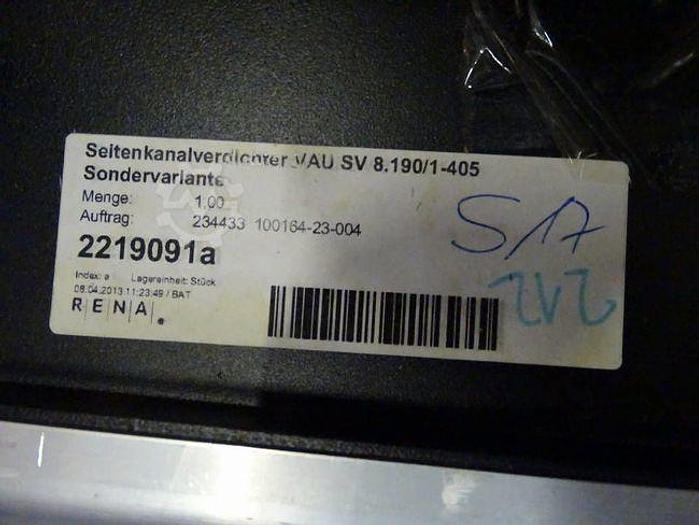 Seitenkanalverdichter VAU SV 8.190/1-405
Sondervariante
Menge: 1.00
Auftrag: 234433 100164-23-004
2219091a
Index: a Lagereinheit: Stück
08.04.2013 11:23:49 / BAT
RENA
S17